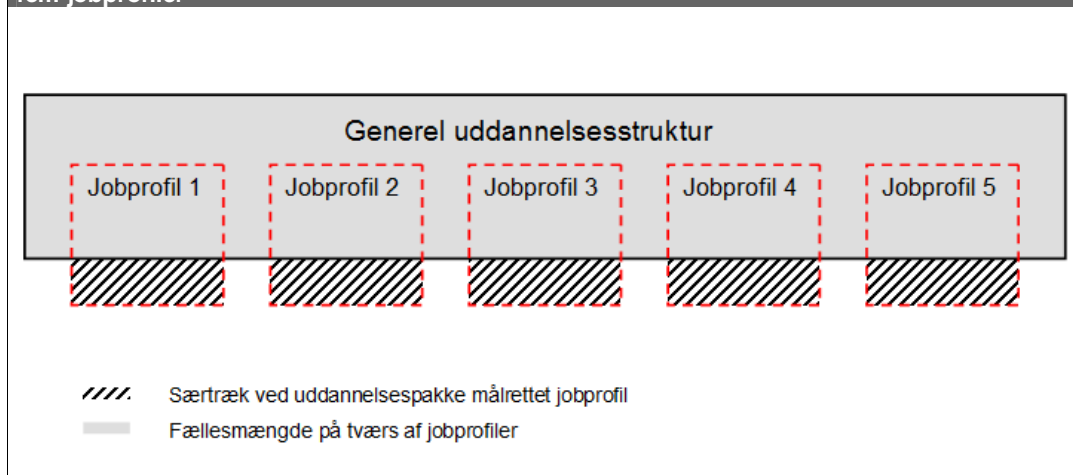 Generel uddannelsesstruktur
Jobprofil 1 Jobprofil 2 Jobprofil 3 Jobprofil 4 Jobprofil 5
Særtræk ved uddannelsespakke målrettet jobprofil
Fællesmængde på tværs af jobprofiler